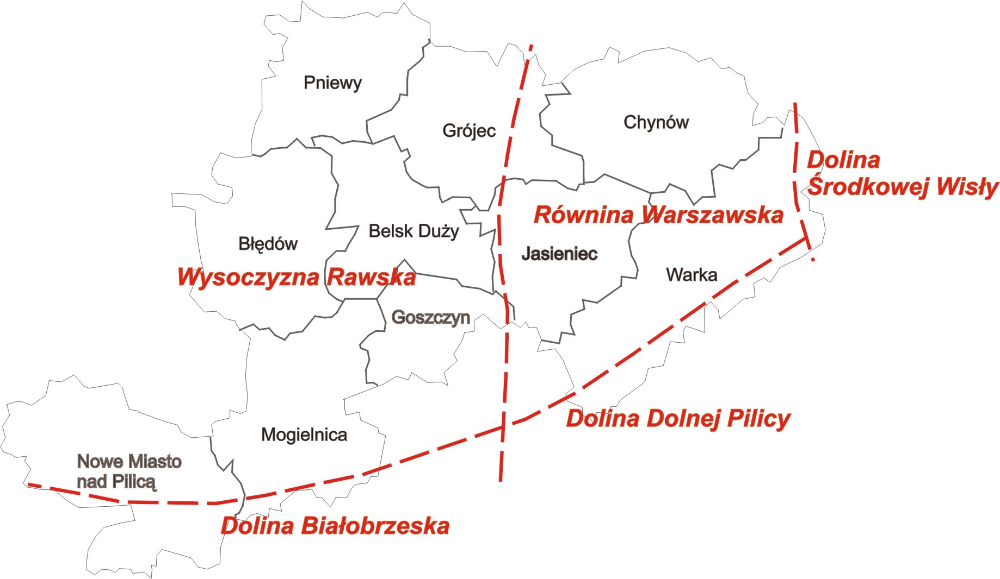 Pniewy
Grójec
Chynów
Dolina
Środkowej Wisły
Równina Warszawska
Belsk Duży
Błędów
Jasieniec
Wysoczyzna Rawska
Warka
Goszczyn
Dolina Dolnej Pilicy
Mogielnica
Nowe Miasto
nad Pilicą
Dolina Białobrzeska